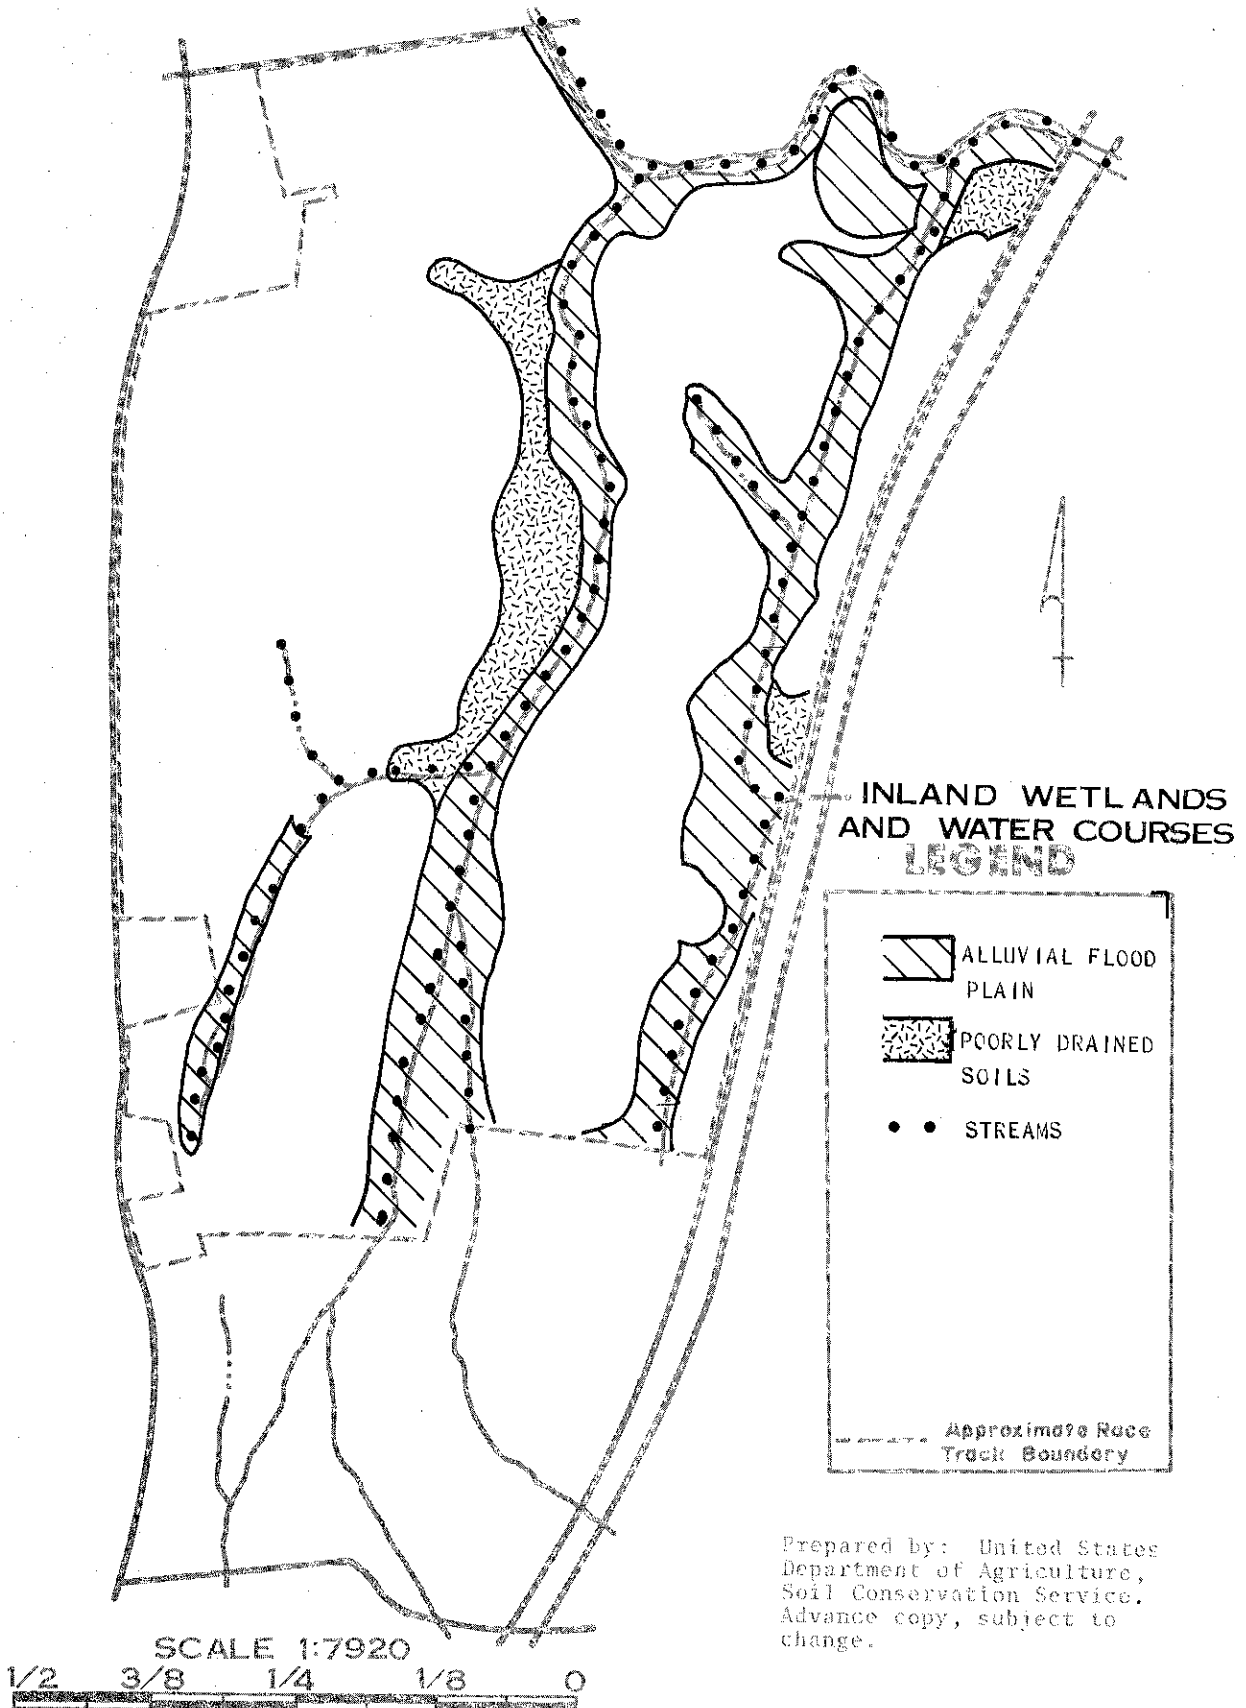 INLAND WETLANDS
AND WATER COURSES
LEGEND
ALLUVIAL FLOOD
PLAIN
POORLY DRAINED
SOILS
STREAMS
Approximate Race
Track Boundary
Prepared by: United States
Department of Agriculture,
Soil Conservation Service.
Advance copy, subject to
change.
SCALE 1:7920
1/2 3/8 1/4 1/8 0